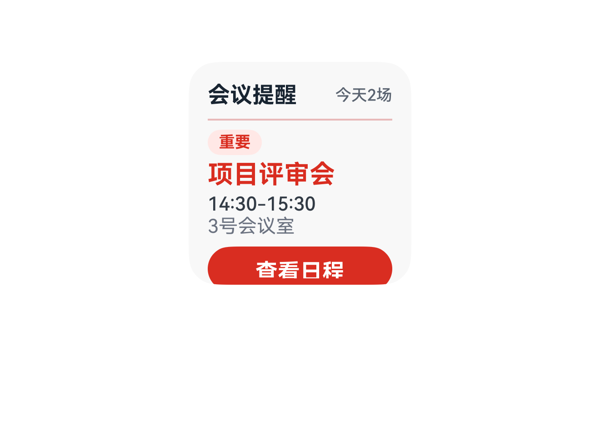 会议提醒 今天2场
重要
项目评审会
14:30-15:30
3号会议室
查看日程